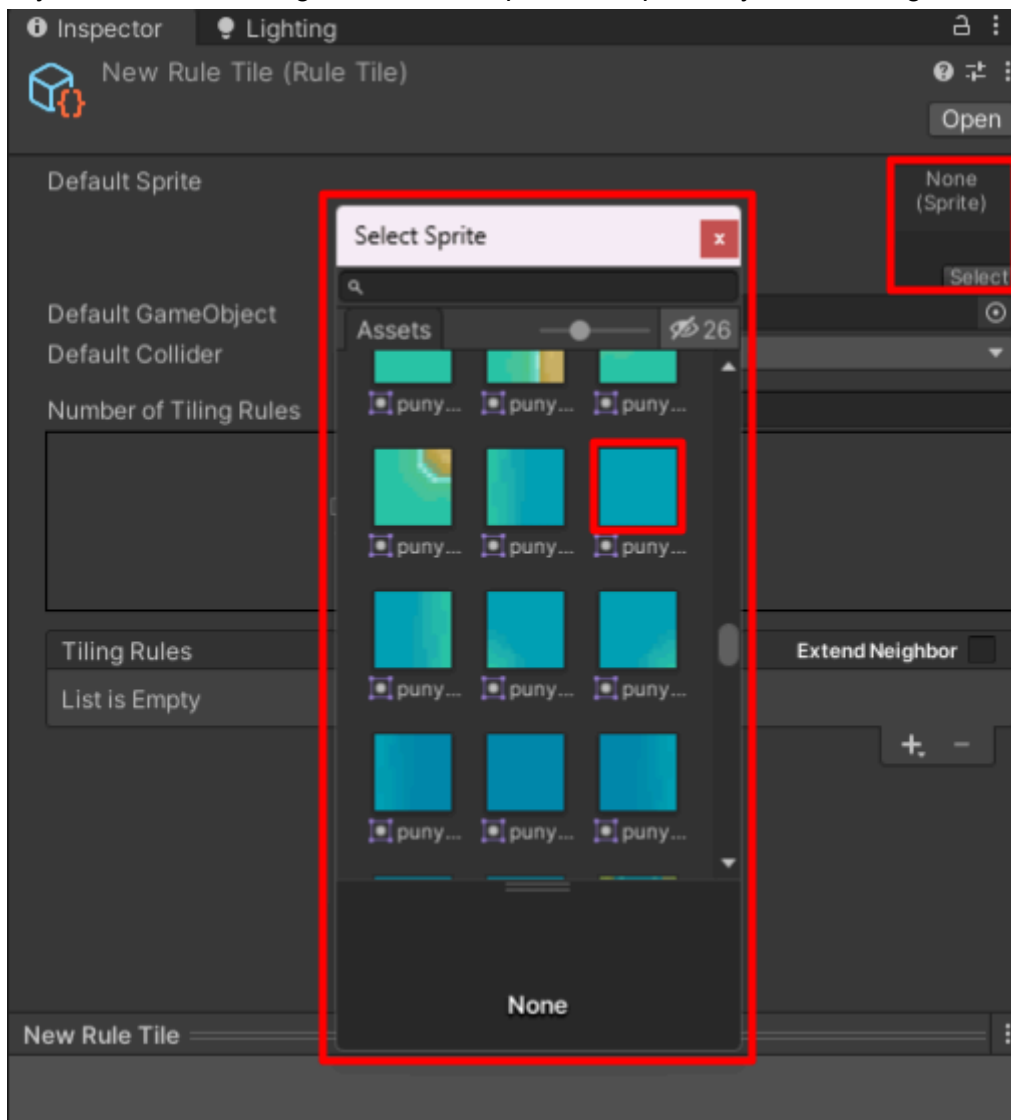 Inspector
Lighting
New Rule Tile (Rule Tile)
Open
Default Sprite
None
(Sprite)
Select
Select Sprite
Assets
26
Default GameObject
Default Collider
Number of Tiling Rules
puny... puny... puny...
puny... puny... puny...
puny... puny... puny...
puny... puny... puny...
Tiling Rules
Extend Neighbor
List is Empty
None
New Rule Tile